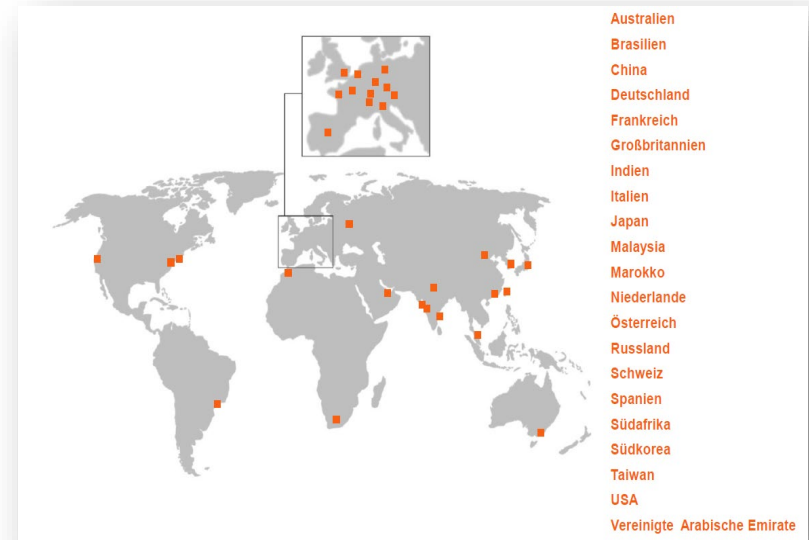 Australien
Brasilien
China
Deutschland
Frankreich
Großbritannien
Indien
Italien
Japan
Malaysia
Marokko
Niederlande
Österreich
Russland
Schweiz
Spanien
Südafrika
Südkorea
Taiwan
USA
Vereinigte Arabische Emirate